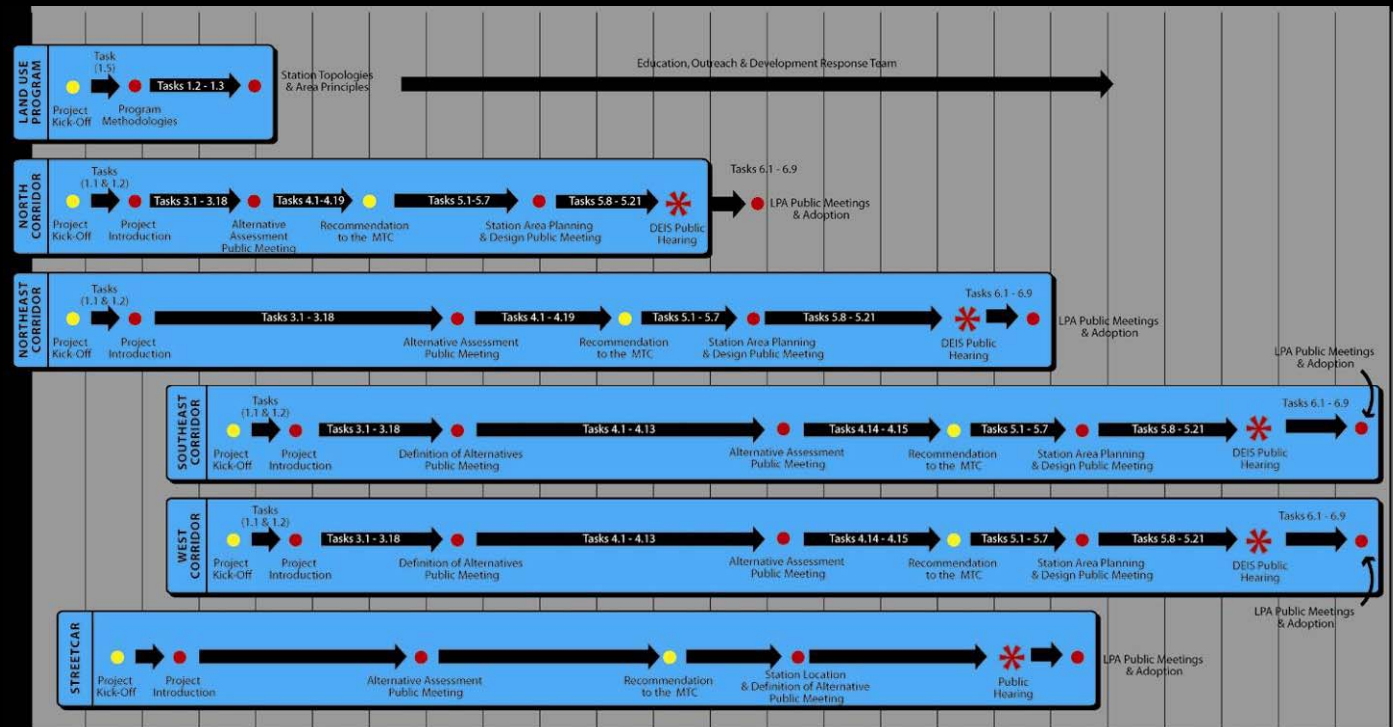 LAND USE
PROGRAM
Task
(1.5)
Tasks 1.2 - 1.3
Project
Kick-Off
Program
Methodologies
Station Topologies
& Area Principles
Education, Outreach & Development Response Team
NORTH
CORRIDOR
Tasks
(1.1 & 1.2)
Tasks 3.1 - 3.18
Tasks 4.1-4.19
Tasks 5.1-5.7
Tasks 5.8 - 5.21
Tasks 6.1 - 6.9
Project
Kick-Off
Project
Introduction
Alternative
Assessment
Public Meeting
Recommendation
to the MTC
Station Area Planning
& Design Public Meeting
DEIS Public
Hearing
LPA Public Meetings
& Adoption
NORTHEAST
CORRIDOR
Tasks
(1.1 & 1.2)
Tasks 3.1 - 3.18
Tasks 4.1 - 4.19
Tasks 5.1 - 5.7
Tasks 5.8 - 5.21
Tasks 6.1 - 6.9
Project
Kick-Off
Project
Introduction
Alternative Assessment
Public Meeting
Recommendation
to the MTC
Station Area Planning
& Design Public Meeting
DEIS Public
Hearing
LPA Public Meetings
& Adoption
LPA Public Meetings
& Adoption
SOUTHEAST
CORRIDOR
Tasks
(1.1 & 1.2)
Tasks 3.1 - 3.18
Tasks 4.1 - 4.13
Tasks 4.14 - 4.15
Tasks 5.1 - 5.7
Tasks 5.8 - 5.21
Tasks 6.1 - 6.9
Project
Kick-Off
Project
Introduction
Definition of Alternatives
Public Meeting
Alternative Assessment
Public Meeting
Recommendation
to the MTC
Station Area Planning
& Design Public Meeting
DEIS Public
Hearing
WEST
CORRIDOR
Tasks
(1.1 & 1.2)
Tasks 3.1 - 3.18
Tasks 4.1 - 4.13
Tasks 4.14 - 4.15
Tasks 5.1 - 5.7
Tasks 5.8 - 5.21
Tasks 6.1 - 6.9
Project
Kick-Off
Project
Introduction
Definition of Alternatives
Public Meeting
Alternative Assessment
Public Meeting
Recommendation
to the MTC
Station Area Planning
& Design Public Meeting
DEIS Public
Hearing
LPA Public Meetings
& Adoption
STREETCAR
Project
Kick-Off
Project
Introduction
Alternative Assessment
Public Meeting
Recommendation
to the MTC
Station Location
& Definition of Alternative
Public Meeting
Public
Hearing
LPA Public Meetings
& Adoption